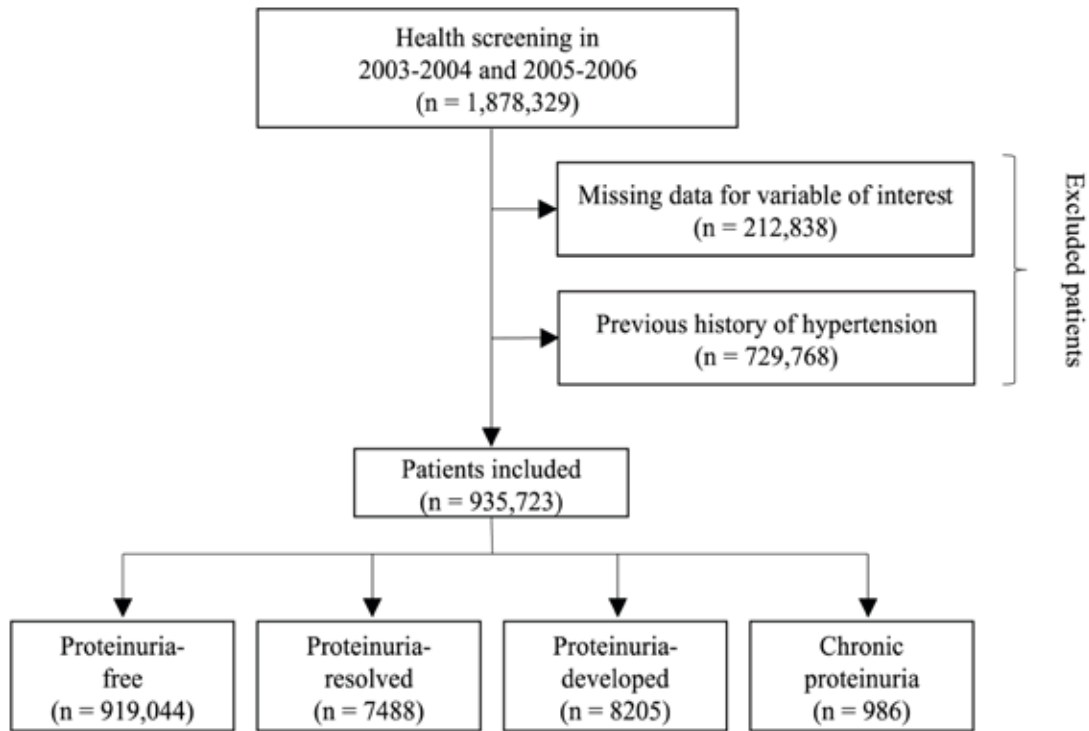 Health screening in
2003-2004 and 2005-2006
(n = 1,878,329)
Missing data for variable of interest
(n = 212,838)
Previous history of hypertension
(n = 729,768)
Excluded patients
Patients included
(n = 935,723)
Proteinuria-
free
(n = 919,044)
Proteinuria-
resolved
(n = 7488)
Proteinuria-
developed
(n = 8205)
Chronic
proteinuria
(n = 986)